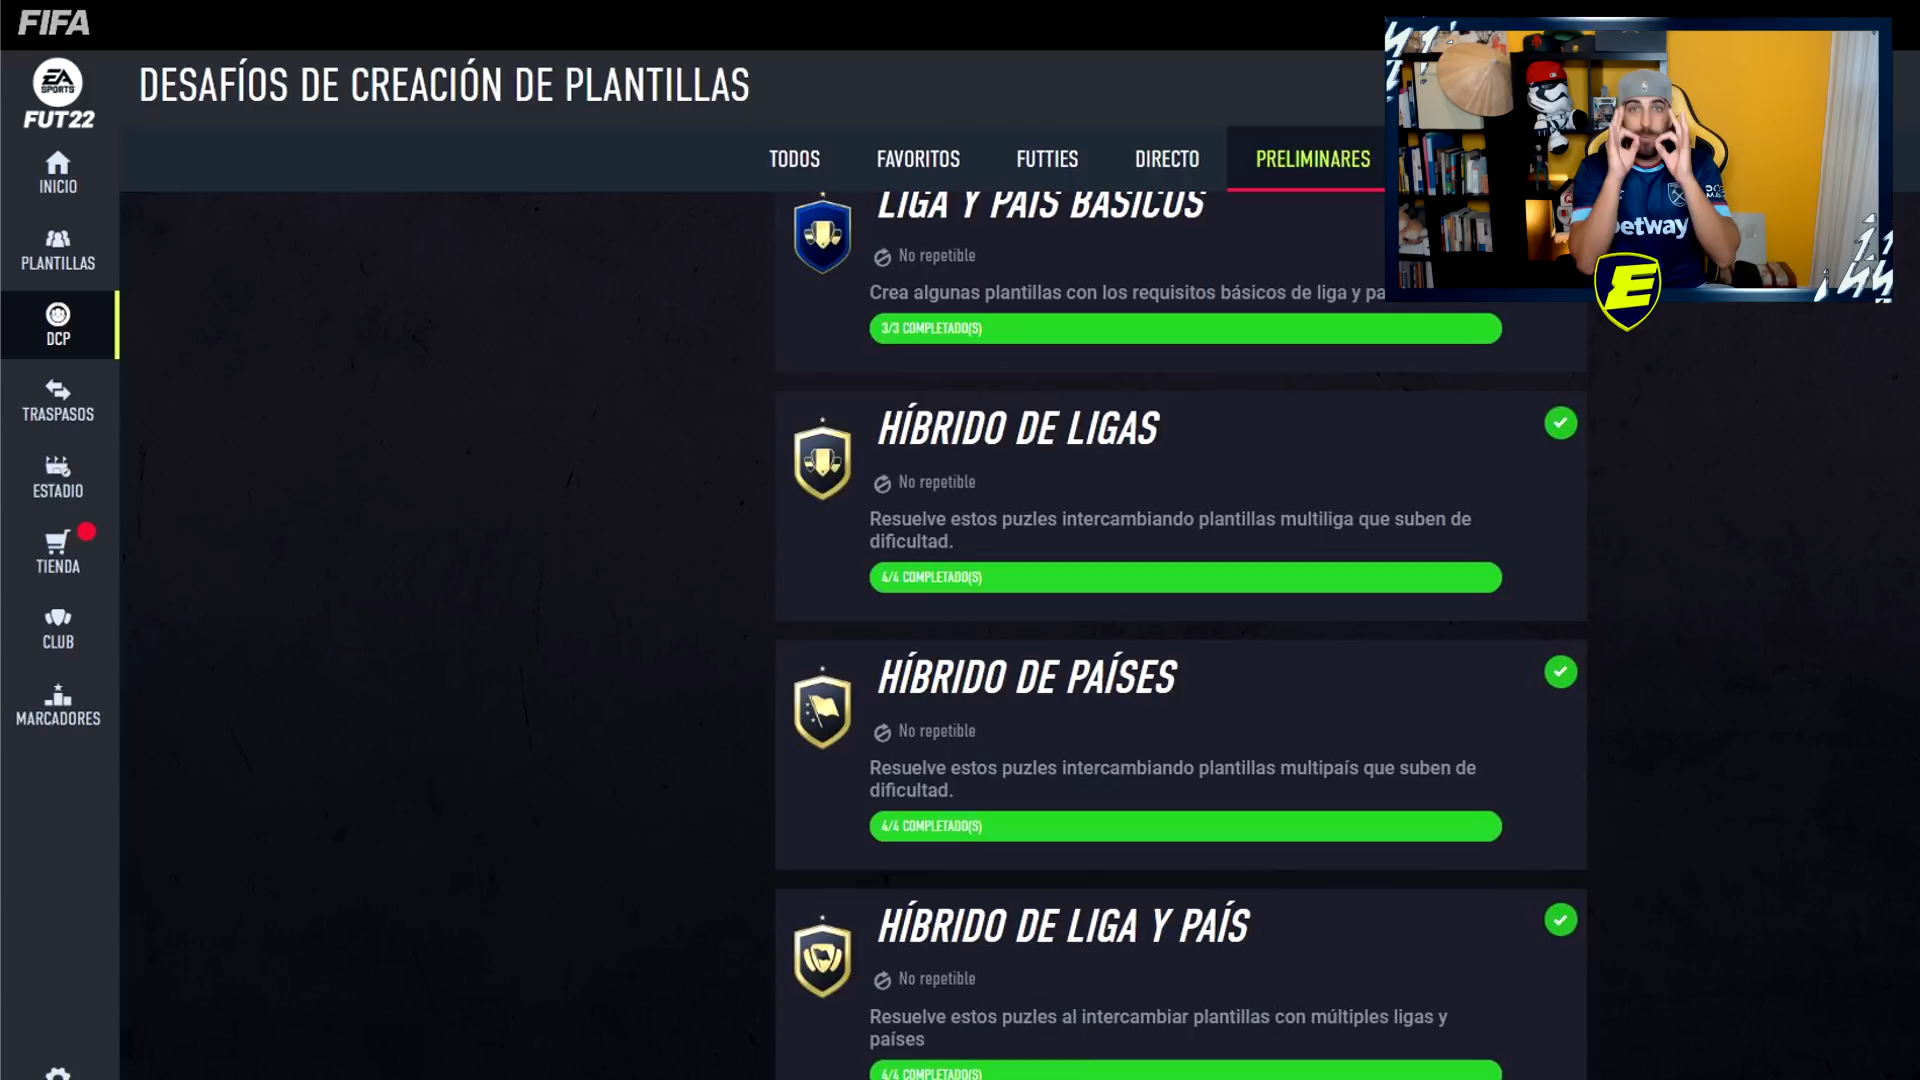 FIFA
EA
SPORTS
FUT22
DESAFÍOS DE CREACIÓN DE PLANTILLAS
INICIO
PLANTILLAS
DCP
TRASPASOS
ESTADIO
TIENDA
CLUB
MARCADORES
TODOS
FAVORITOS
FUTTIES
DIRECTO
PRELIMINARES
LIGA Y PAÍS BÁSICOS
No repetible
Crea algunas plantillas con los requisitos básicos de liga y pa
3/3 COMPLETADO(S)
HÍBRIDO DE LIGAS
No repetible
Resuelve estos puzles intercambiando plantillas multiliga que suben de
dificultad.
4/4 COMPLETADO(S)
HÍBRIDO DE PAÍSES
No repetible
Resuelve estos puzles intercambiando plantillas multipaís que suben de
dificultad.
4/4 COMPLETADO(S)
HÍBRIDO DE LIGA Y PAÍS
No repetible
Resuelve estos puzles al intercambiar plantillas con múltiples ligas y
países
4/4 COMPLETADO(S)
betway
E